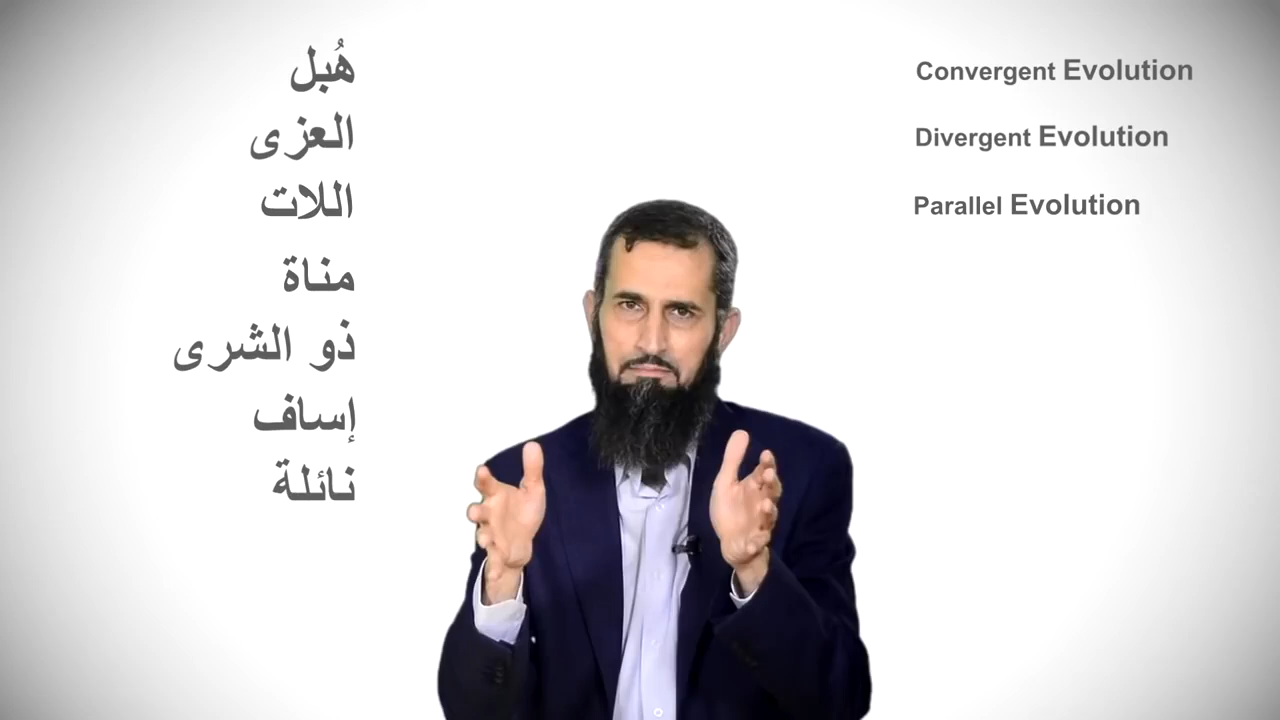 هُبل
العزى
اللات
مناة
ذو الشرى
إساف
نائلة
Convergent Evolution
Divergent Evolution
Parallel Evolution